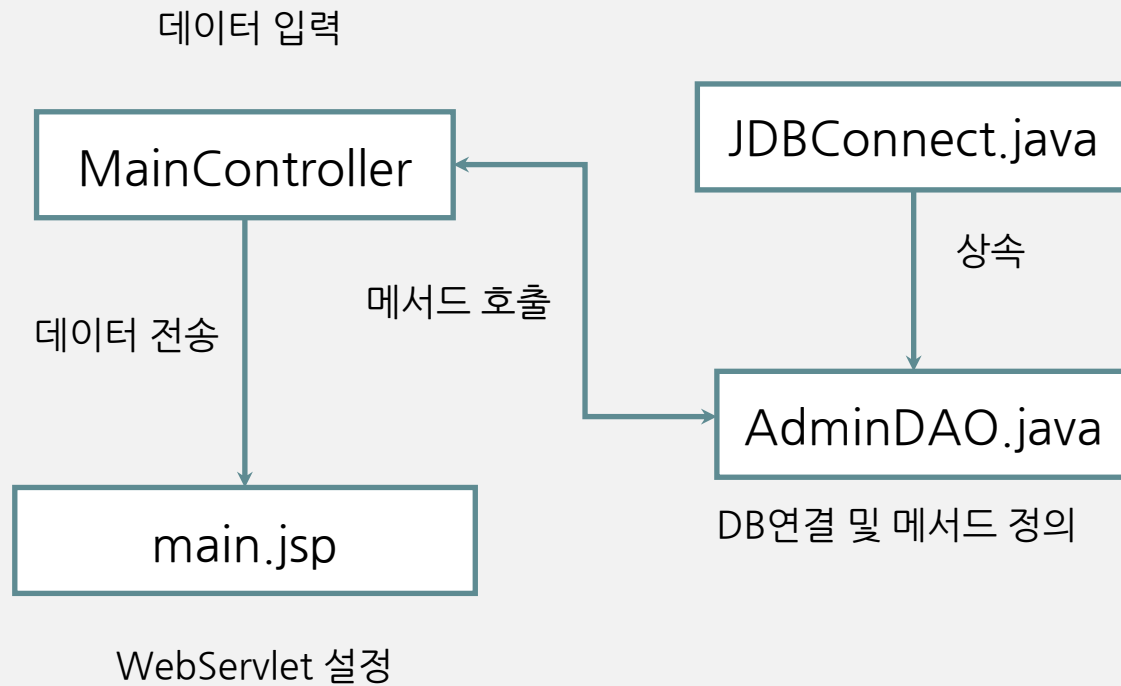 데이터 입력
MainController
JDBConnect.java
상속
메서드 호출
데이터 전송
AdminDAO.java
main.jsp
DB연결 및 메서드 정의
WebServlet 설정